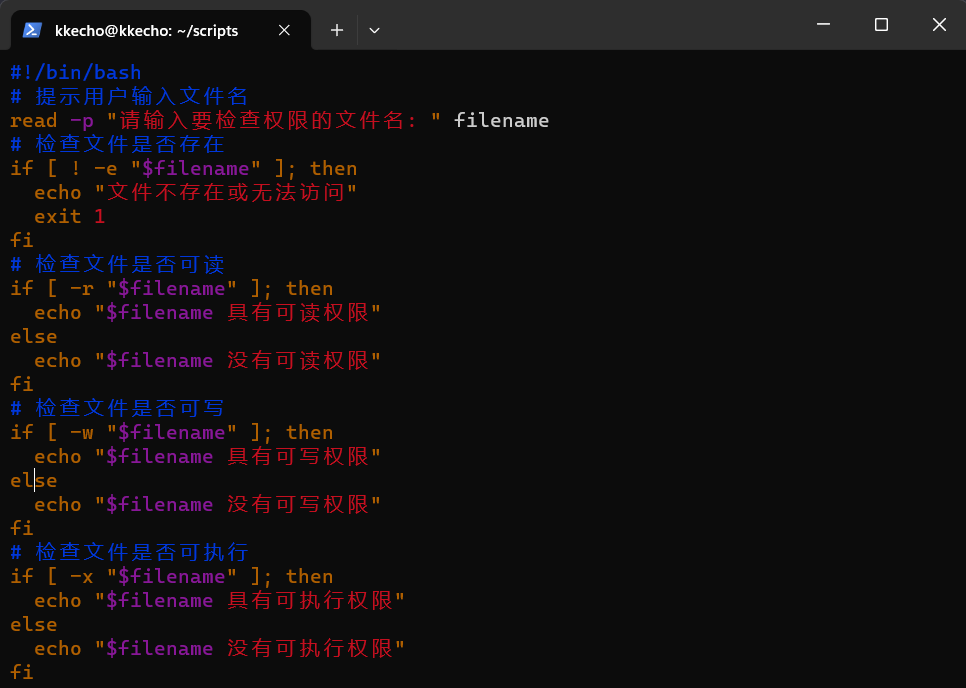 kkecho@kkecho: ~/scripts
#!/bin/bash
# 提示用户输入文件名
read -p "请输入要检查权限的文件名: " filename
# 检查文件是否存在
if [ ! -e "$filename" ]; then
  echo "文件不存在或无法访问"
  exit 1
fi
# 检查文件是否可读
if [ -r "$filename" ]; then
  echo "$filename 具有可读权限"
else
  echo "$filename 没有可读权限"
fi
# 检查文件是否可写
if [ -w "$filename" ]; then
  echo "$filename 具有可写权限"
else
  echo "$filename 没有可写权限"
fi
# 检查文件是否可执行
if [ -x "$filename" ]; then
  echo "$filename 具有可执行权限"
else
  echo "$filename 没有可执行权限"
fi